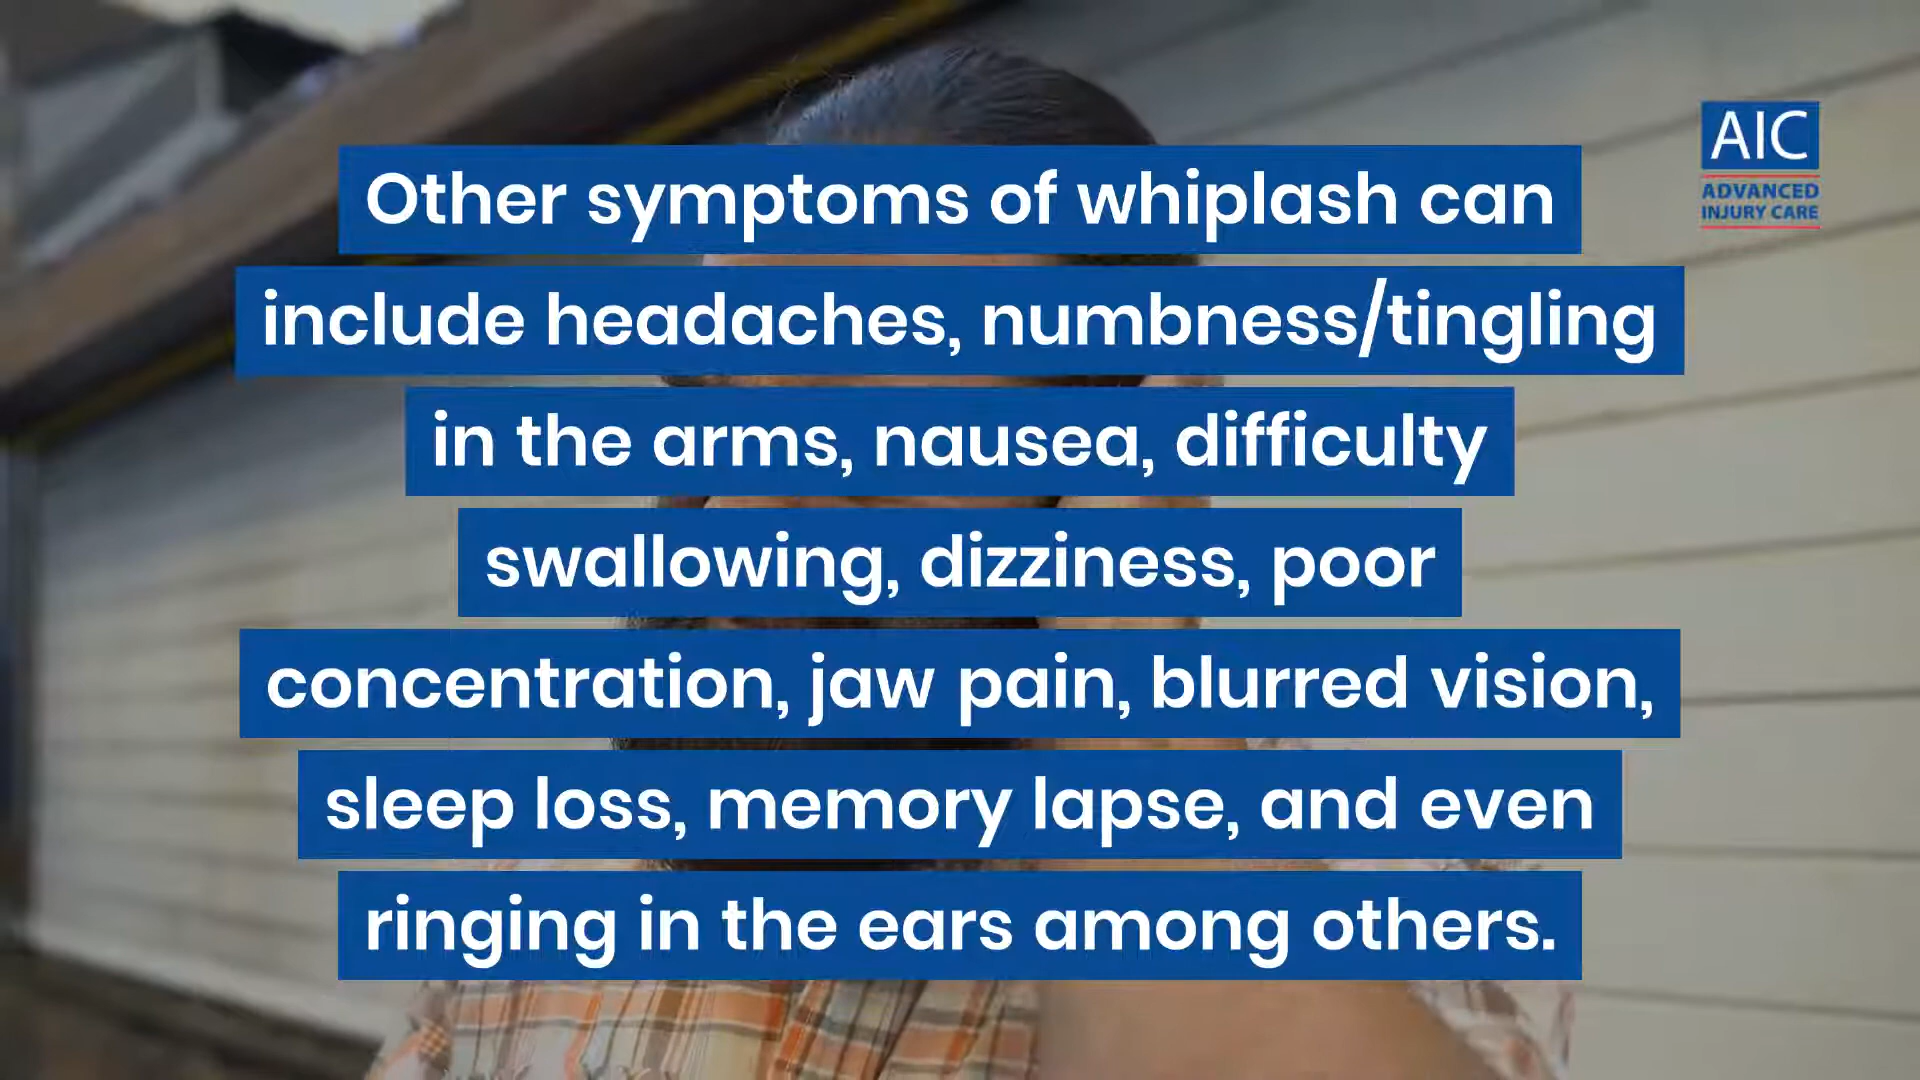 Other symptoms of whiplash can
include headaches, numbness/tingling
in the arms, nausea, difficulty
swallowing, dizziness, poor
concentration, jaw pain, blurred vision,
sleep loss, memory lapse, and even
ringing in the ears among others.
AIC
ADVANCED
INJURY CARE